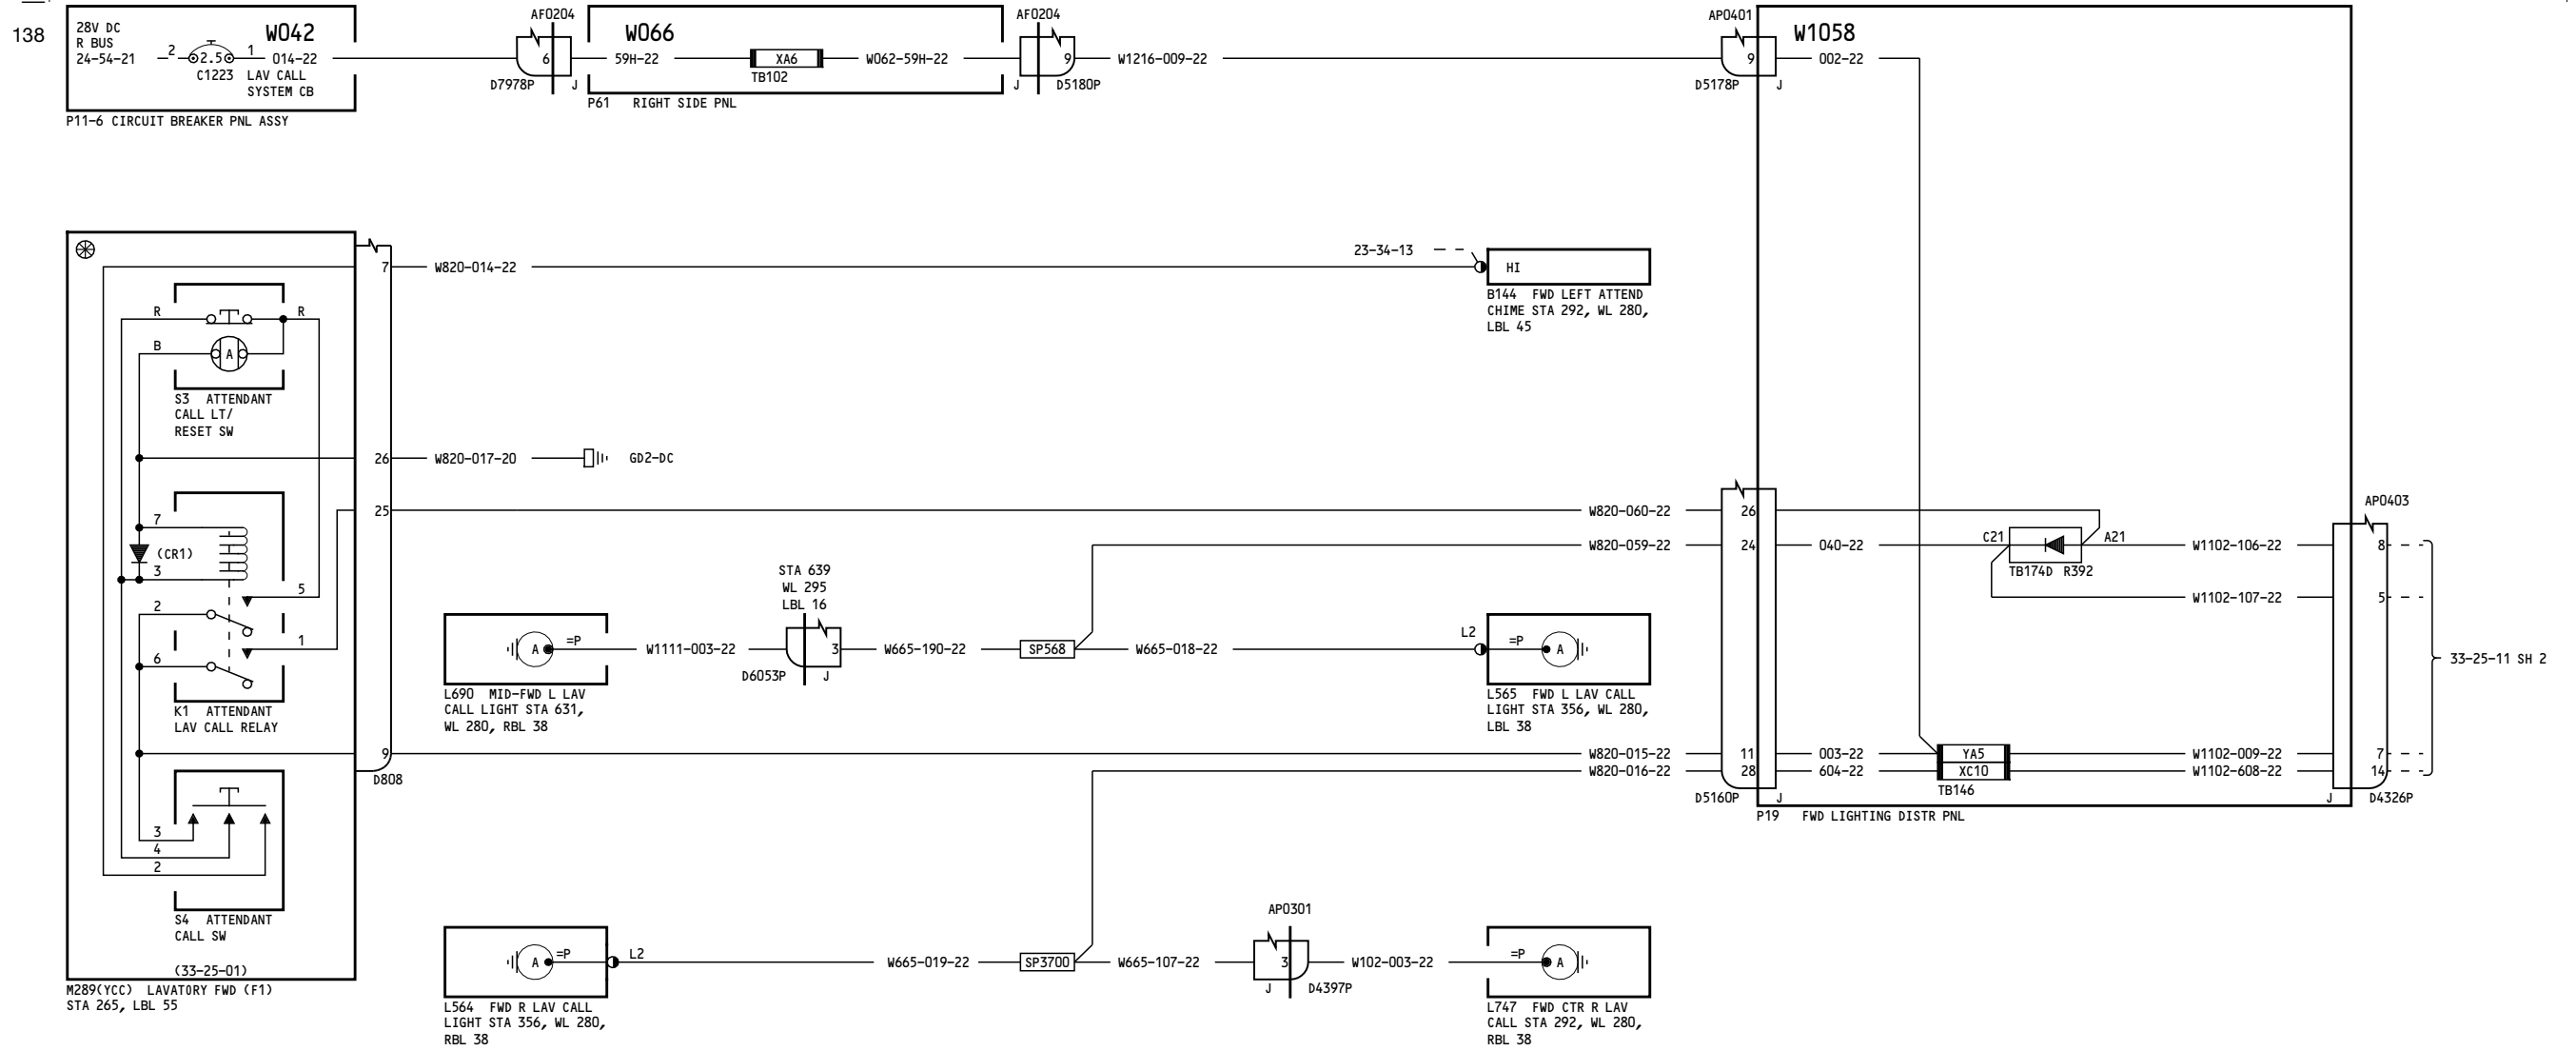 138
28V DC
R BUS
24-54-21
2
2.5
1
W042
014-22
C1223
LAV CALL
SYSTEM CB
P11-6 CIRCUIT BREAKER PNL ASSY
AF0204
6
D7978P
J
W066
59H-22
XA6
TB102
W062-59H-22
P61 RIGHT SIDE PNL
AF0204
9
J
D5180P
W1216-009-22
AP0401
9
D5178P
J
W1058
002-22
7
W820-014-22
23-34-13
HI
B144 FWD LEFT ATTEND
CHIME STA 292, WL 280,
LBL 45
R
R
B
A
S3 ATTENDANT
CALL LT/
RESET SW
26
W820-017-20
GD2-DC
25
W820-060-22
26
7
(CR1)
3
5
2
1
6
K1 ATTENDANT
LAV CALL RELAY
W820-059-22
24
040-22
C21
A21
TB174D R392
W1102-106-22
AP0403
8
W1102-107-22
5
33-25-11 SH 2
STA 639
WL 295
LBL 16
A
=P
W1111-003-22
3
D6053P
J
W665-190-22
SP568
W665-018-22
L2
=P
A
L690 MID-FWD L LAV
CALL LIGHT STA 631,
WL 280, RBL 38
L565 FWD L LAV CALL
LIGHT STA 356, WL 280,
LBL 38
9
D808
W820-015-22
11
003-22
YA5
W1102-009-22
7
W820-016-22
28
604-22
XC10
W1102-608-22
14
TB146
D5160P
J
J
D4326P
P19 FWD LIGHTING DISTR PNL
3
4
2
S4 ATTENDANT
CALL SW
(33-25-01)
M289(YCC) LAVATORY FWD (F1)
STA 265, LBL 55
A
=P
L2
W665-019-22
SP3700
W665-107-22
AP0301
3
J
D4397P
W102-003-22
=P
A
L564 FWD R LAV CALL
LIGHT STA 356, WL 280,
RBL 38
L747 FWD CTR R LAV
CALL STA 292, WL 280,
RBL 38